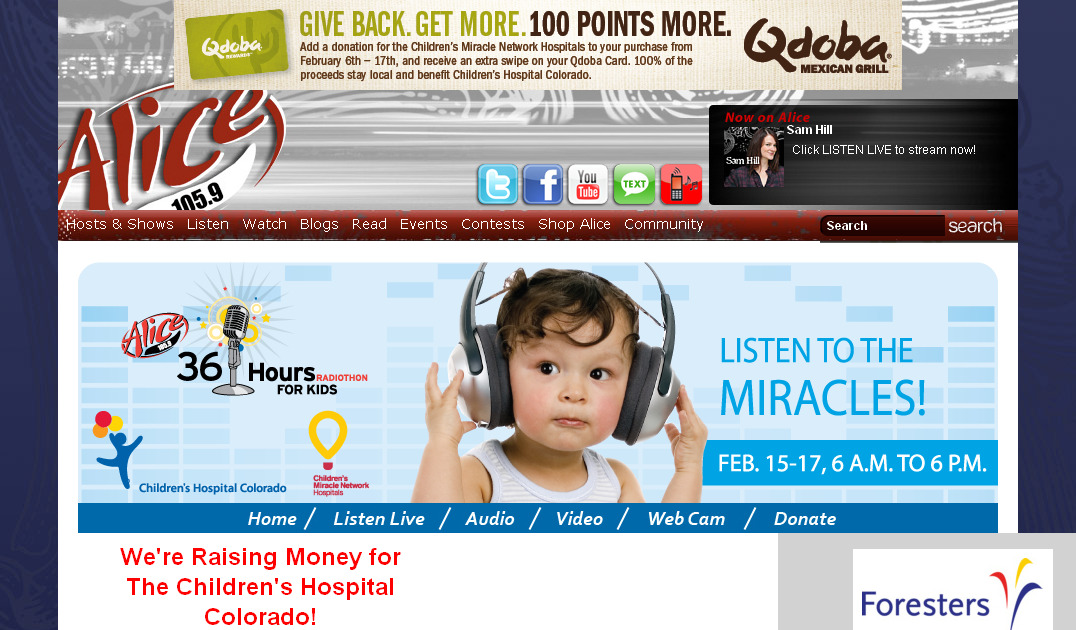 Qdoba
REWARDS
GIVE BACK. GET MORE. 100 POINTS MORE.
Add a donation for the Children's Miracle Network Hospitals to your purchase from
February 6th – 17th, and receive an extra swipe on your Qdoba Card. 100% of the
proceeds stay local and benefit Children's Hospital Colorado.
Qdoba
MEXICAN GRILL
Alice
105.9
You
Tube
TEXT
Now on Alice
Sam Hill
Sam Hill
Click LISTEN LIVE to stream now!
Hosts & Shows Listen Watch Blogs Read Events Contests Shop Alice Community
Search search
Alice
105.9
36 Hours RADIOTHON
FOR KIDS
Children's Hospital Colorado
Children's
Miracle Network
Hospitals
LISTEN TO THE
MIRACLES!
FEB. 15-17, 6 A.M. TO 6 P.M.
Home / Listen Live / Audio / Video / Web Cam / Donate
We're Raising Money for
The Children's Hospital
Colorado!
Foresters